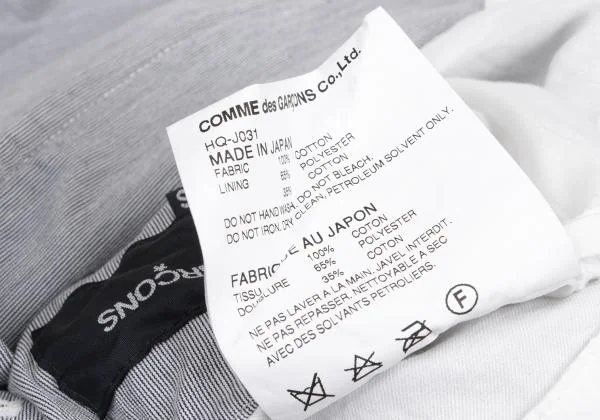 COMME des GARÇONS Co.,Ltd.
HQ-J031
MADE IN JAPAN
FABRIC 100% COTTON
LINING 65% POLYESTER
35% COTTON
DO NOT HAND WASH. DO NOT BLEACH.
DO NOT IRON. DRY CLEAN, PETROLEUM SOLVENT ONLY.
AU JAPON
TISSU 100% COTON
DOUBLURE 65% POLYESTER
35% COTON
NE PAS LAVER A LA MAIN. JAVEL INTERDIT.
NE PAS REPASSER. NETTOYABLE A SEC
AVEC DES SOLVANTS PETROLIERS.
F
GARÇONS